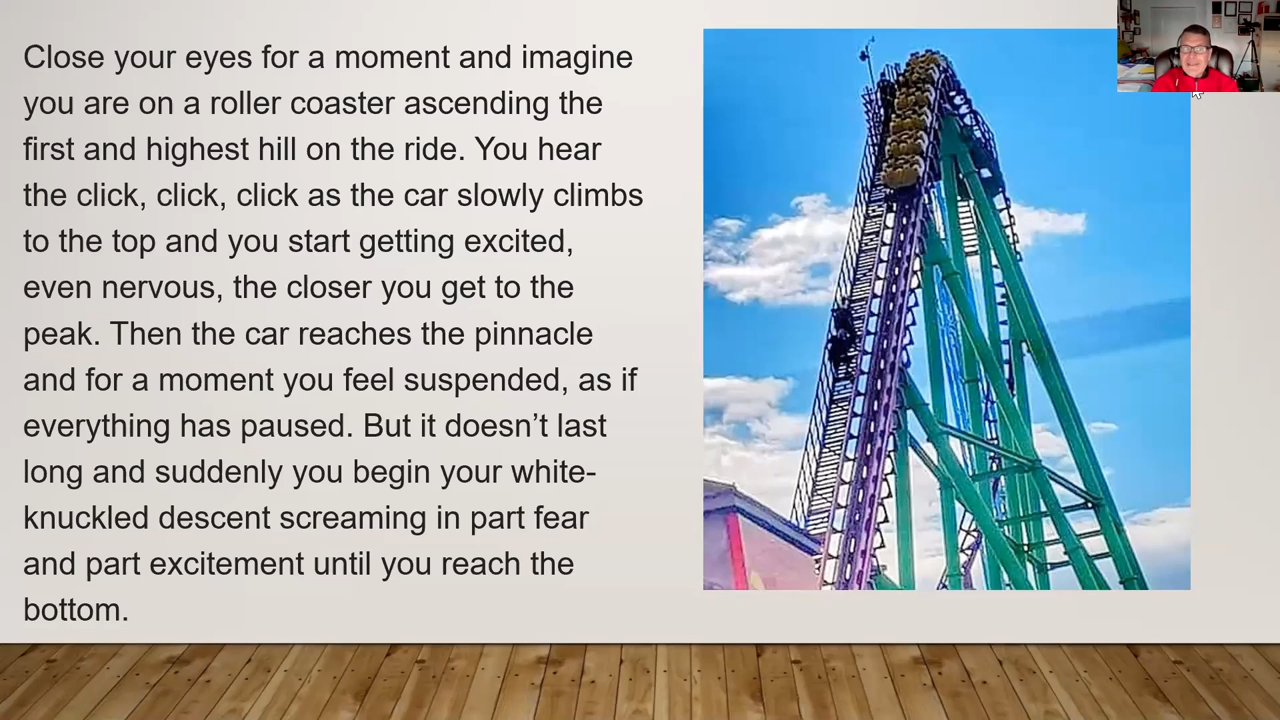 Close your eyes for a moment and imagine
you are on a roller coaster ascending the
first and highest hill on the ride. You hear
the click, click, click as the car slowly climbs
to the top and you start getting excited,
even nervous, the closer you get to the
peak. Then the car reaches the pinnacle
and for a moment you feel suspended, as if
everything has paused. But it doesn’t last
long and suddenly you begin your white-
knuckled descent screaming in part fear
and part excitement until you reach the
bottom.